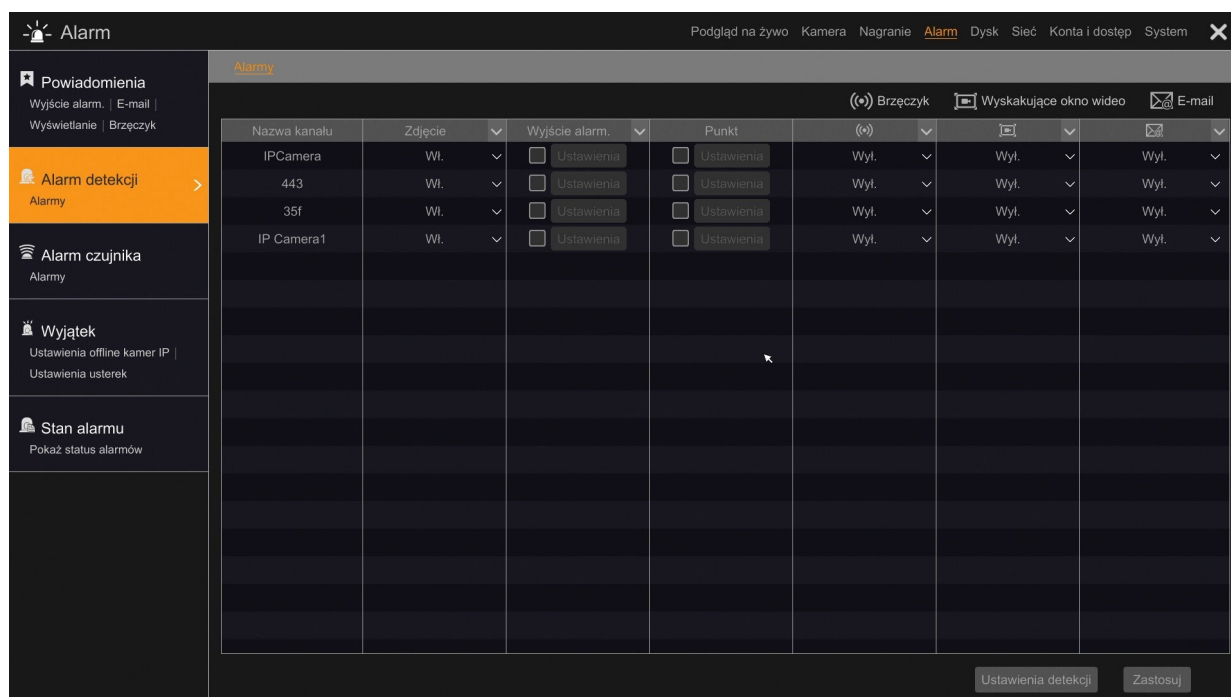 Alarm
Podgląd na żywo Kamera Nagranie Alarm Dysk Sieć Konta i dostęp System
Powiadomienia
Wyjście alarm. | E-mail |
Wyświetlanie | Brzęczyk
Alarm detekcji
Alarmy
Alarm czujnika
Alarmy
Wyjątek
Ustawienia offline kamer IP |
Ustawienia usterek
Stan alarmu
Pokaż status alarmów
Alarmy
Brzęczyk Wyskakujące okno wideo E-mail
Nazwa kanału Zdjęcie Wyjście alarm. Punkt
IPCamera Wł. Ustawienia Ustawienia Wył. Wył. Wył.
443 Wł. Ustawienia Ustawienia Wył. Wył. Wył.
35f Wł. Ustawienia Ustawienia Wył. Wył. Wył.
IP Camera1 Wł. Ustawienia Ustawienia Wył. Wył. Wył.
Ustawienia detekcji Zastosuj